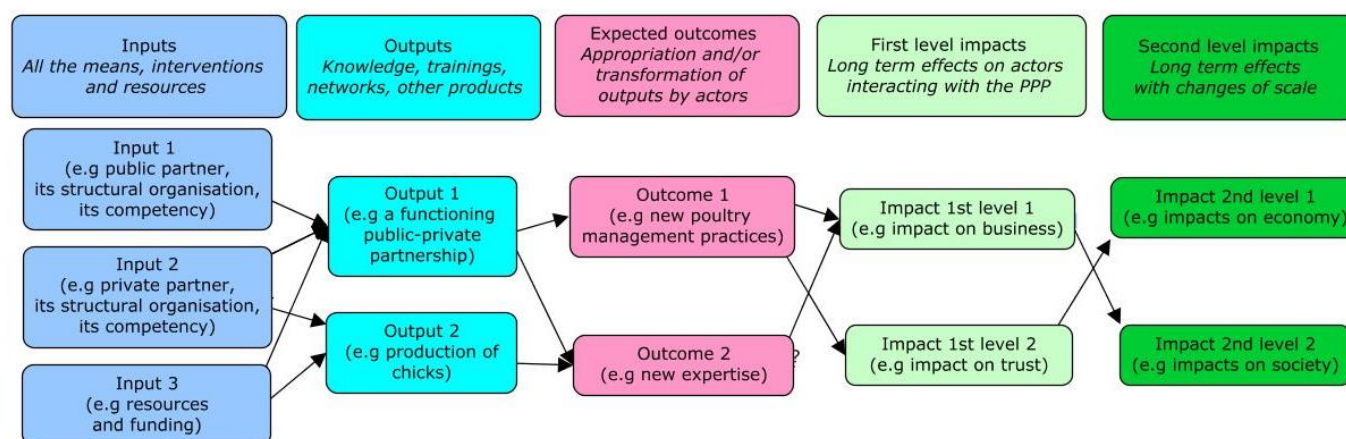 Inputs
All the means, interventions
and resources
Outputs
Knowledge, trainings,
networks, other products
Expected outcomes
Appropriation and/or
transformation of
outputs by actors
First level impacts
Long term effects on actors
interacting with the PPP
Second level impacts
Long term effects
with changes of scale
Input 1
(e.g public partner,
its structural organisation,
its competency)
Input 2
(e.g private partner,
its structural organisation,
its competency)
Input 3
(e.g resources
and funding)
Output 1
(e.g a functioning
public-private
partnership)
Output 2
(e.g production of
chicks)
Outcome 1
(e.g new poultry
management practices)
Outcome 2
(e.g new expertise)
?
Impact 1st level 1
(e.g impact on business)
Impact 1st level 2
(e.g impact on trust)
Impact 2nd level 1
(e.g impacts on economy)
Impact 2nd level 2
(e.g impacts on society)